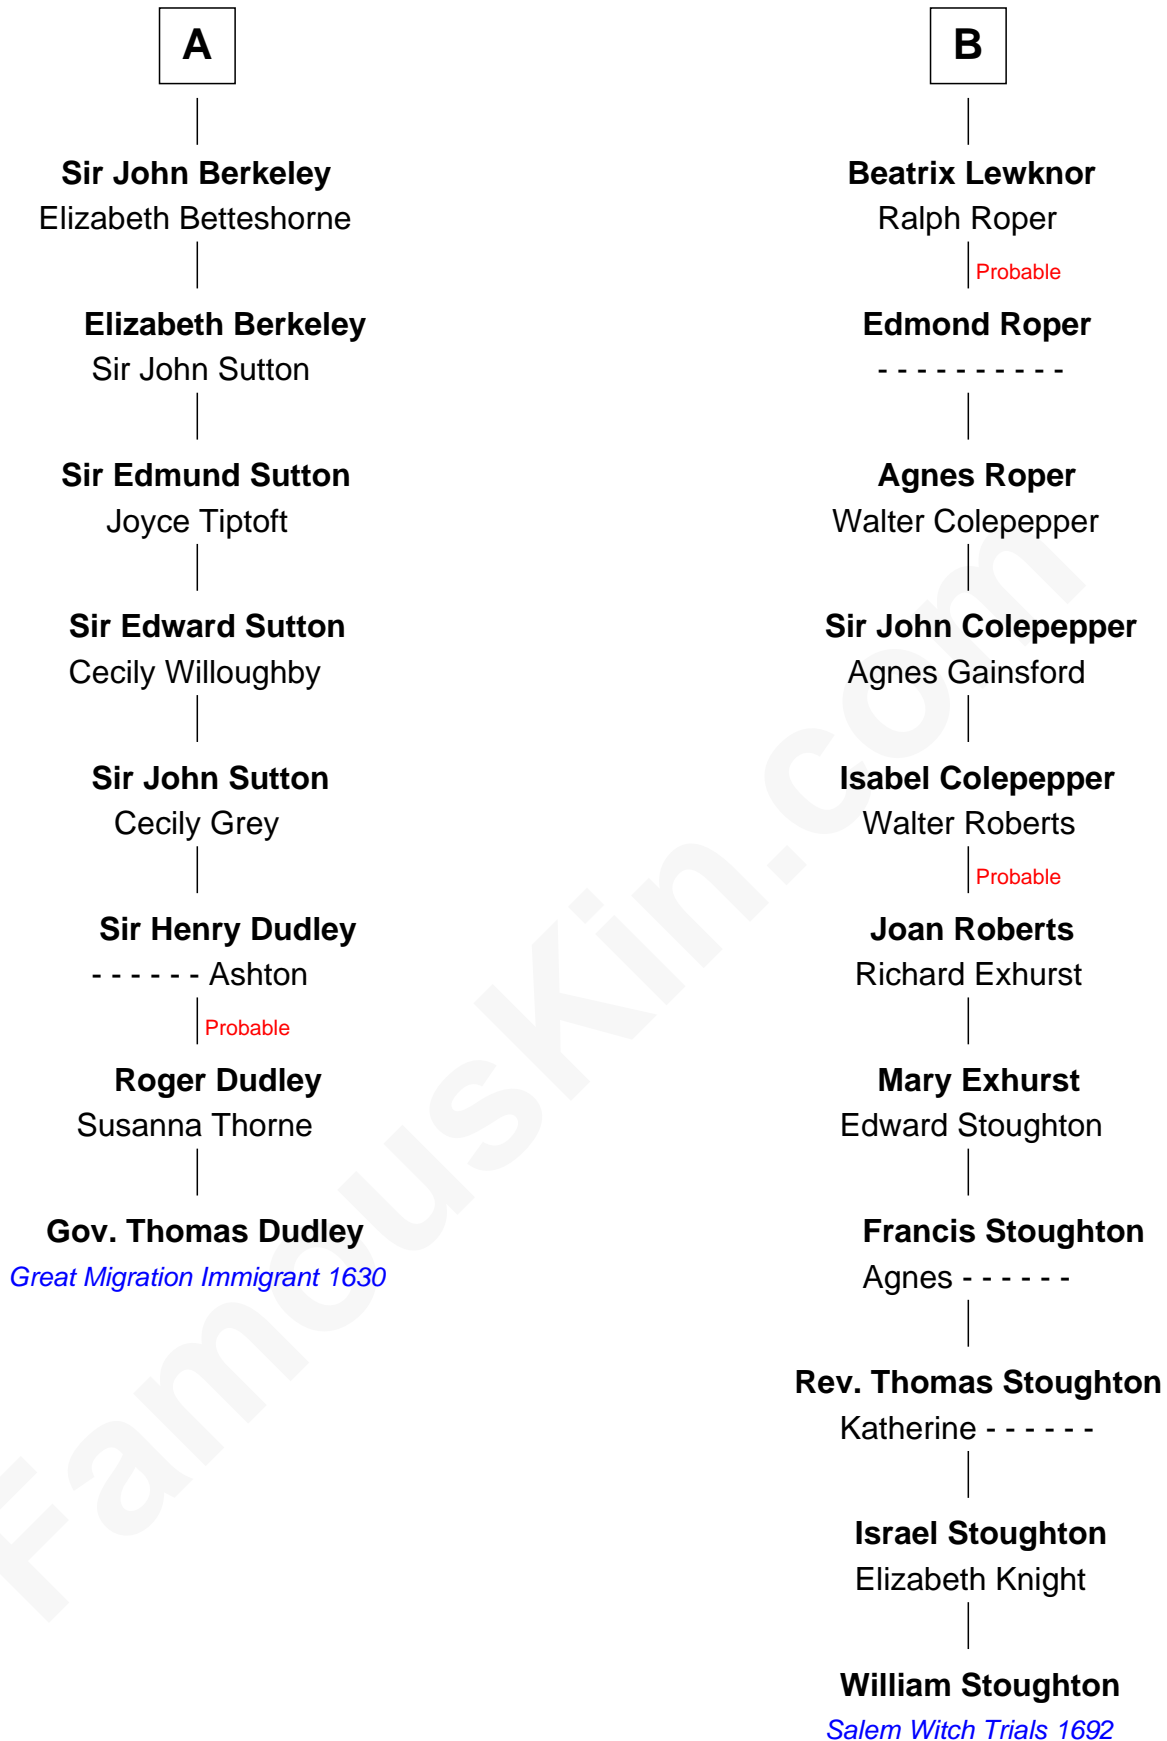 A
Sir John Berkeley
Elizabeth Betteshorne
Elizabeth Berkeley
Sir John Sutton
Sir Edmund Sutton
Joyce Tiptoft
Sir Edward Sutton
Cecily Willoughby
Sir John Sutton
Cecily Grey
Sir Henry Dudley
- - - - - - Ashton
Probable
Roger Dudley
Susanna Thorne
Gov. Thomas Dudley
Great Migration Immigrant 1630
B
Beatrix Lewknor
Ralph Roper
Probable
Edmond Roper
- - - - - - - - - -
Agnes Roper
Walter Colepepper
Sir John Colepepper
Agnes Gainsford
Isabel Colepepper
Walter Roberts
Probable
Joan Roberts
Richard Exhurst
Mary Exhurst
Edward Stoughton
Francis Stoughton
Agnes - - - - - -
Rev. Thomas Stoughton
Katherine - - - - - -
Israel Stoughton
Elizabeth Knight
William Stoughton
Salem Witch Trials 1692
FamousKin.com